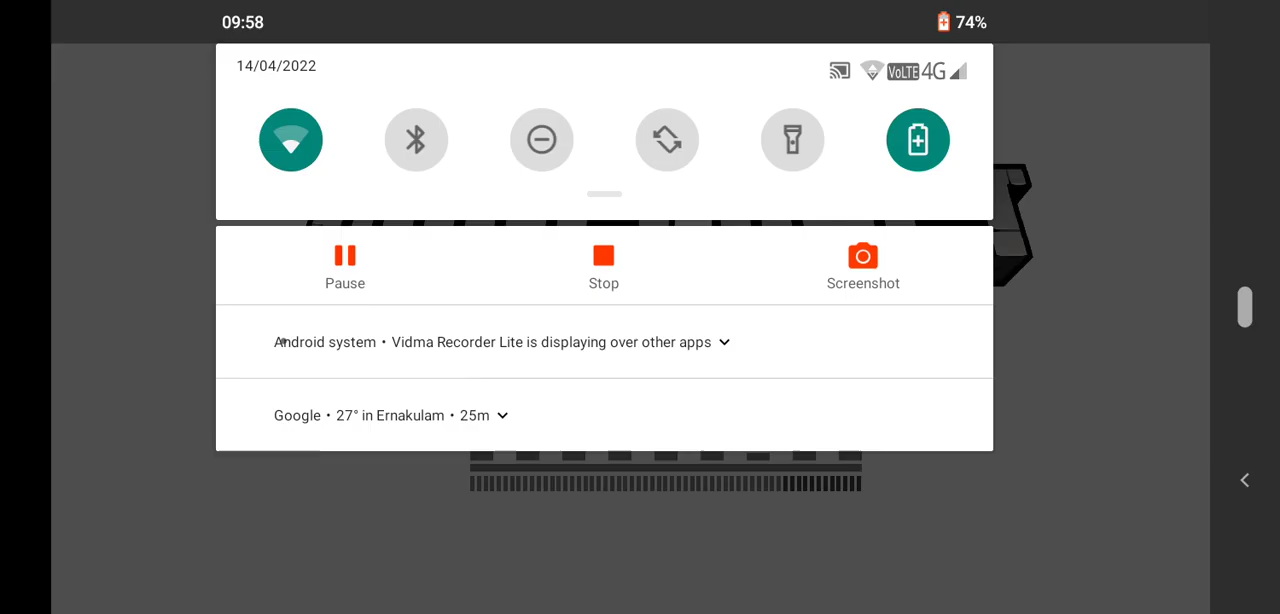 09:58
74%
14/04/2022
VoLTE 4G
Pause
Stop
Screenshot
Android system • Vidma Recorder Lite is displaying over other apps
Google • 27° in Ernakulam • 25m